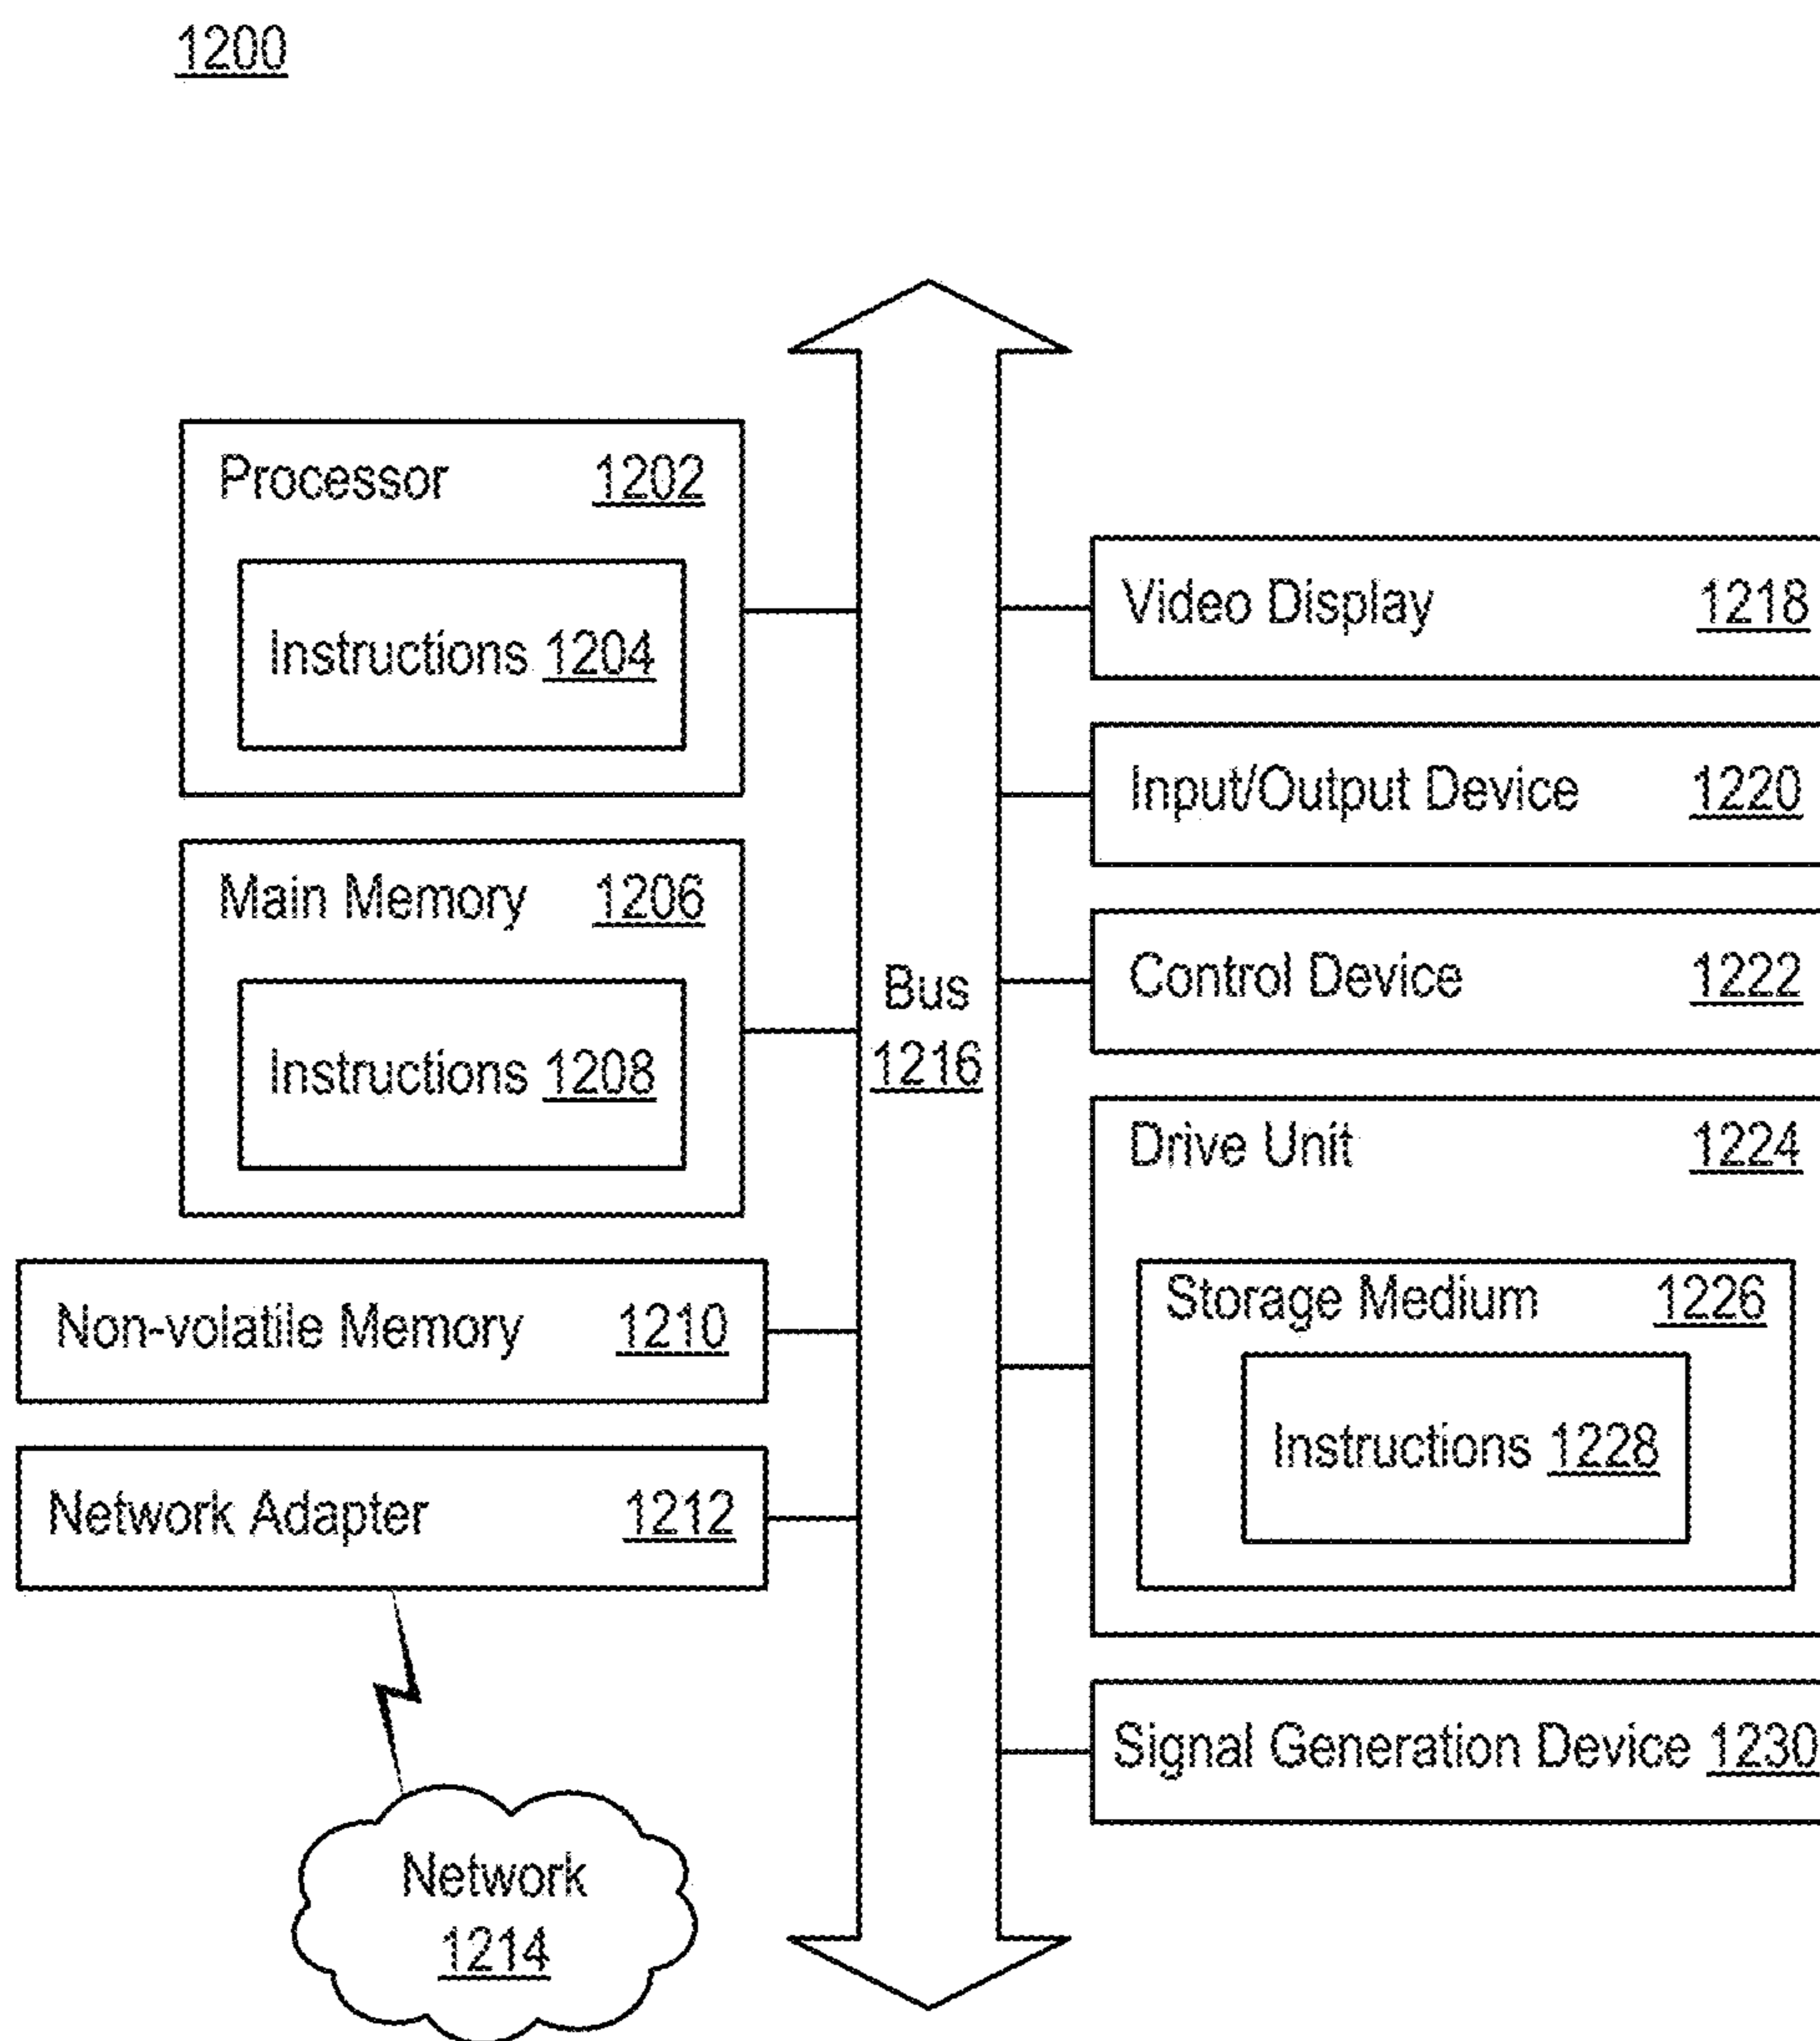 1200
Processor 1202
Instructions 1204
Main Memory 1206
Instructions 1208
Non-volatile Memory 1210
Network Adapter 1212
Network
1214
Bus
1216
Video Display 1218
Input/Output Device 1220
Control Device 1222
Drive Unit 1224
Storage Medium 1226
Instructions 1228
Signal Generation Device 1230